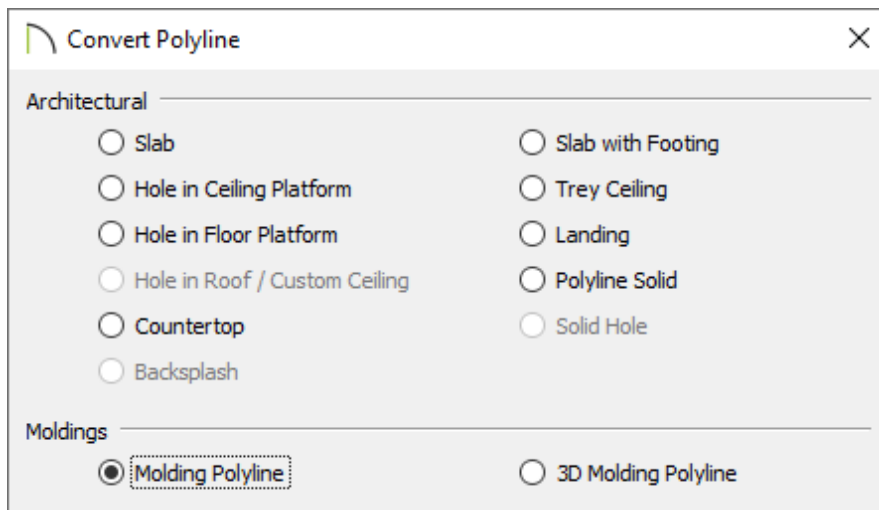 Convert Polyline
Architectural
Slab
Slab with Footing
Hole in Ceiling Platform
Trey Ceiling
Hole in Floor Platform
Landing
Hole in Roof / Custom Ceiling
Polyline Solid
Countertop
Solid Hole
Backsplash
Moldings
Molding Polyline
3D Molding Polyline